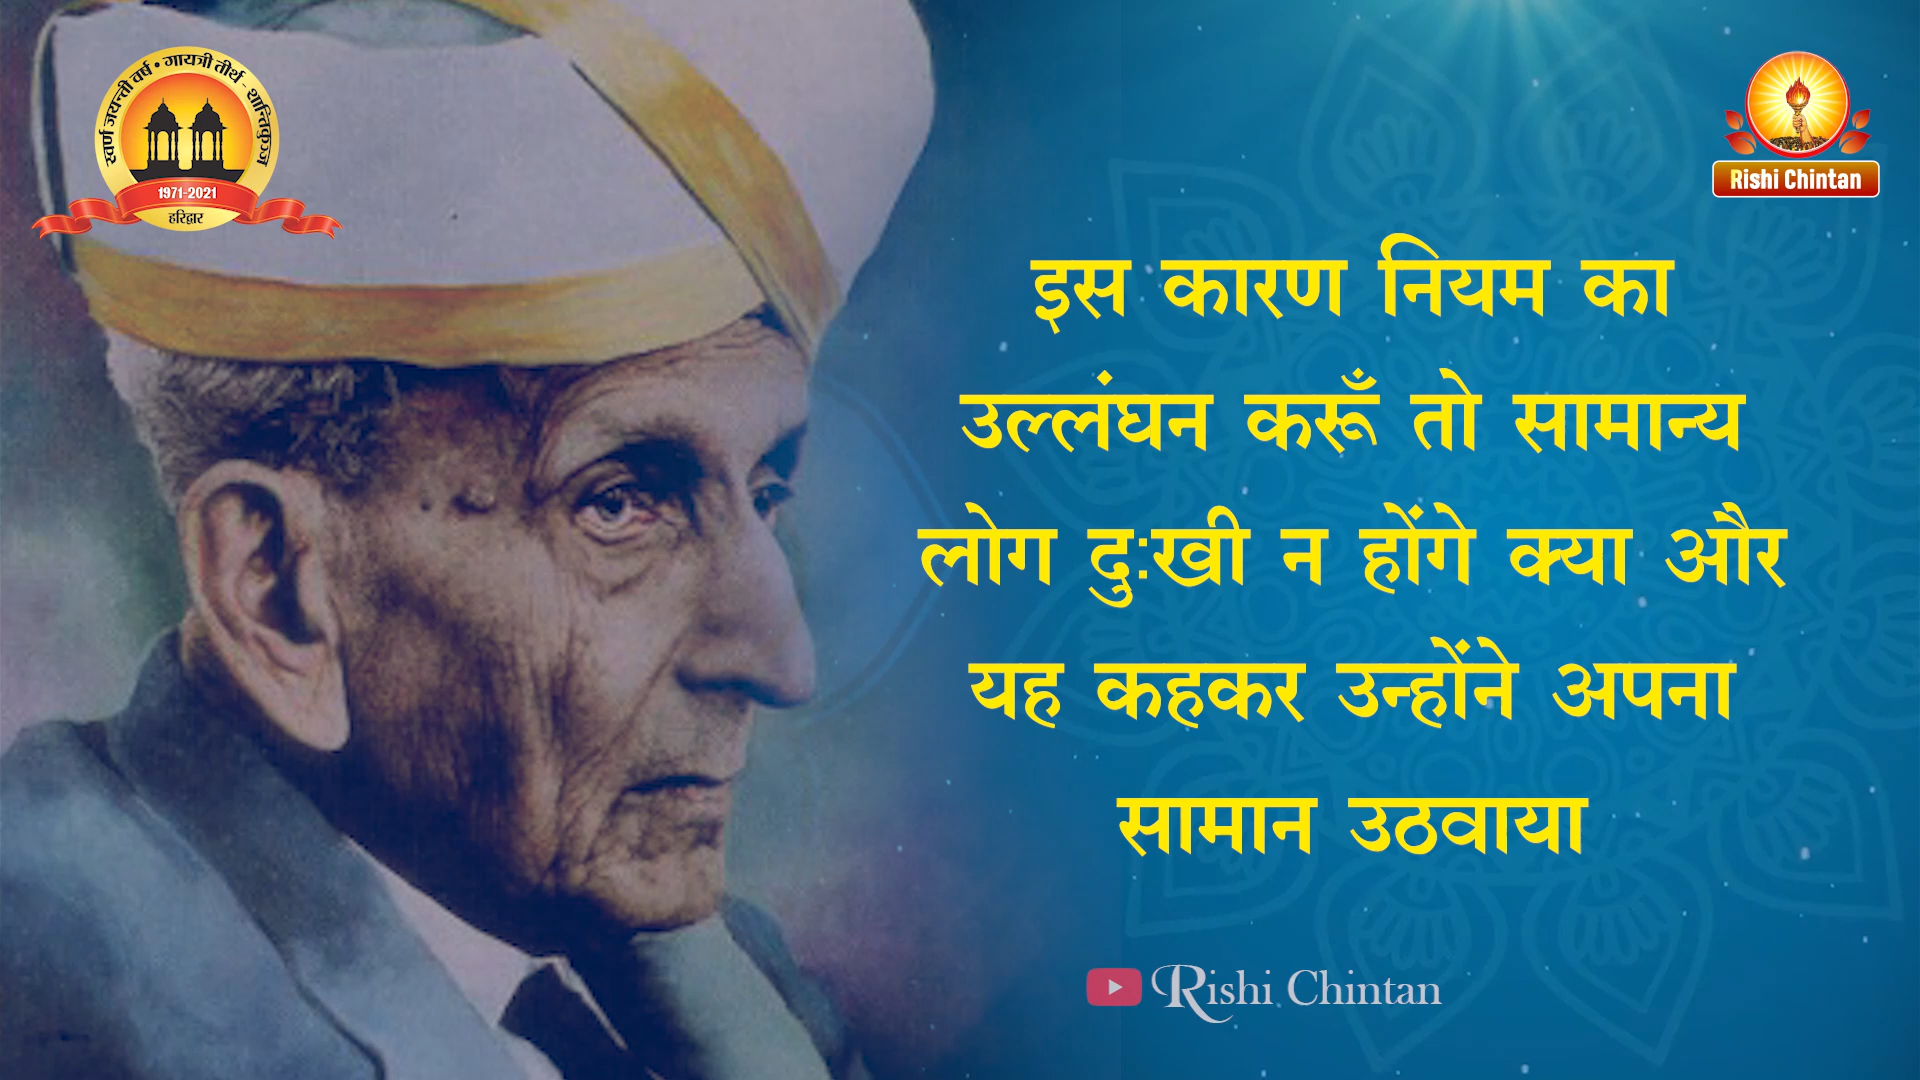 स्वर्ण जयन्ती वर्ष • गायत्री तीर्थ - शान्तिकुञ्ज
1971-2021
हरिद्वार
Rishi Chintan
इस कारण नियम का
उल्लंघन करूँ तो सामान्य
लोग दुःखी न होंगे क्या और
यह कहकर उन्होंने अपना
सामान उठवाया
Rishi Chintan